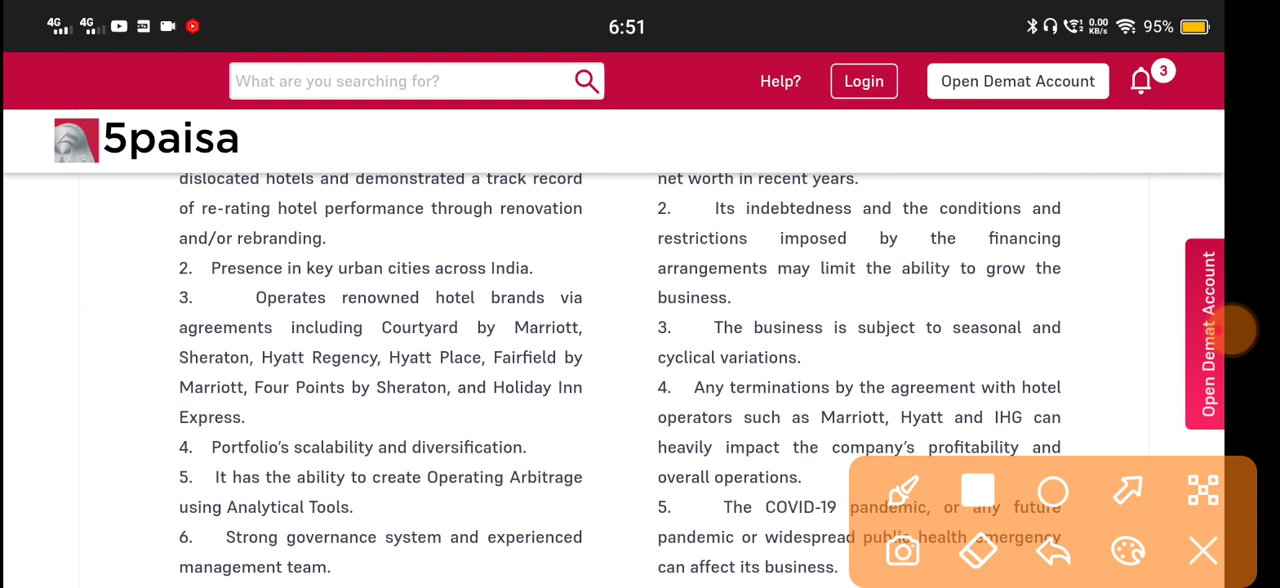 4G 4G 6:51 0.00 KB/s 95%
What are you searching for? Help? Login Open Demat Account 3
5paisa
dislocated hotels and demonstrated a track record
of re-rating hotel performance through renovation
and/or rebranding.
2. Presence in key urban cities across India.
3. Operates renowned hotel brands via
agreements including Courtyard by Marriott,
Sheraton, Hyatt Regency, Hyatt Place, Fairfield by
Marriott, Four Points by Sheraton, and Holiday Inn
Express.
4. Portfolio's scalability and diversification.
5. It has the ability to create Operating Arbitrage
using Analytical Tools.
6. Strong governance system and experienced
management team.
net worth in recent years.
2. Its indebtedness and the conditions and
restrictions imposed by the financing
arrangements may limit the ability to grow the
business.
3. The business is subject to seasonal and
cyclical variations.
4. Any terminations by the agreement with hotel
operators such as Marriott, Hyatt and IHG can
heavily impact the company's profitability and
overall operations.
5. The COVID-19 pandemic, or any future
pandemic or widespread public health emergency
can affect its business.
Open Demat Account